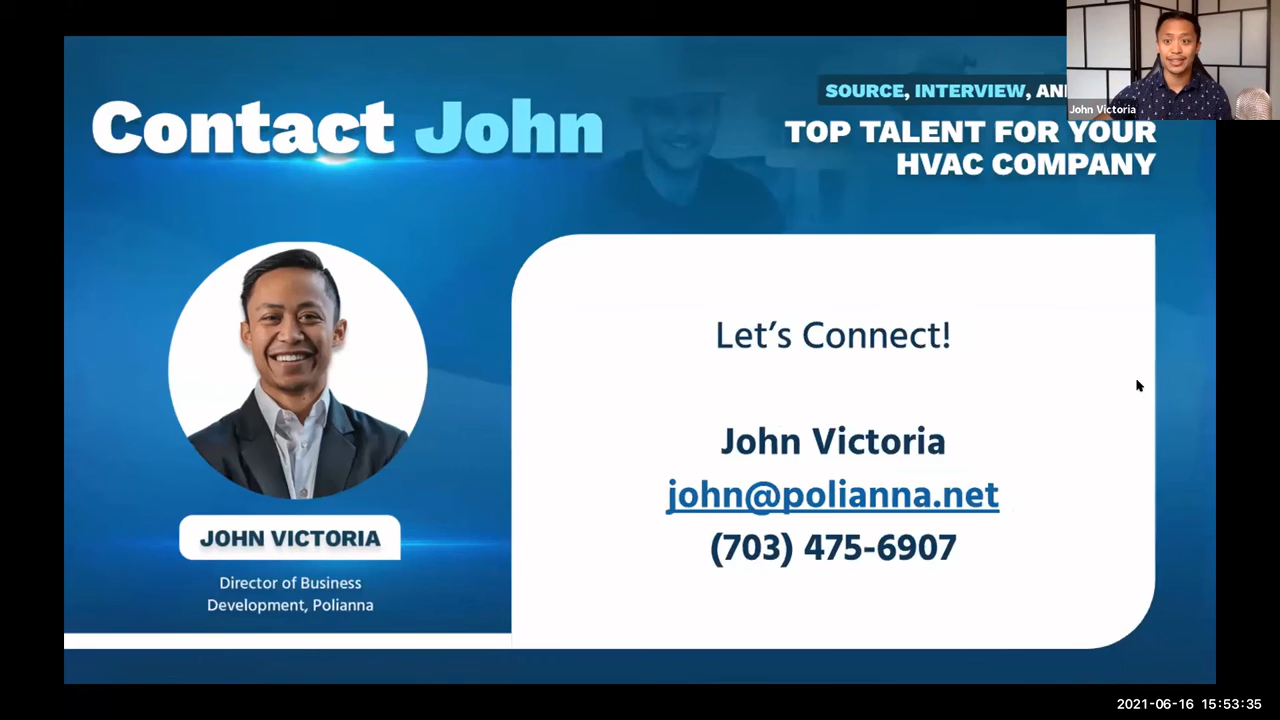 Contact John
SOURCE, INTERVIEW,
TOP TALENT FOR YOUR
HVAC COMPANY
John Victoria
Let's Connect!
John Victoria
john@polianna.net
(703) 475-6907
JOHN VICTORIA
Director of Business
Development, Polianna
2021-06-16 15:53:35